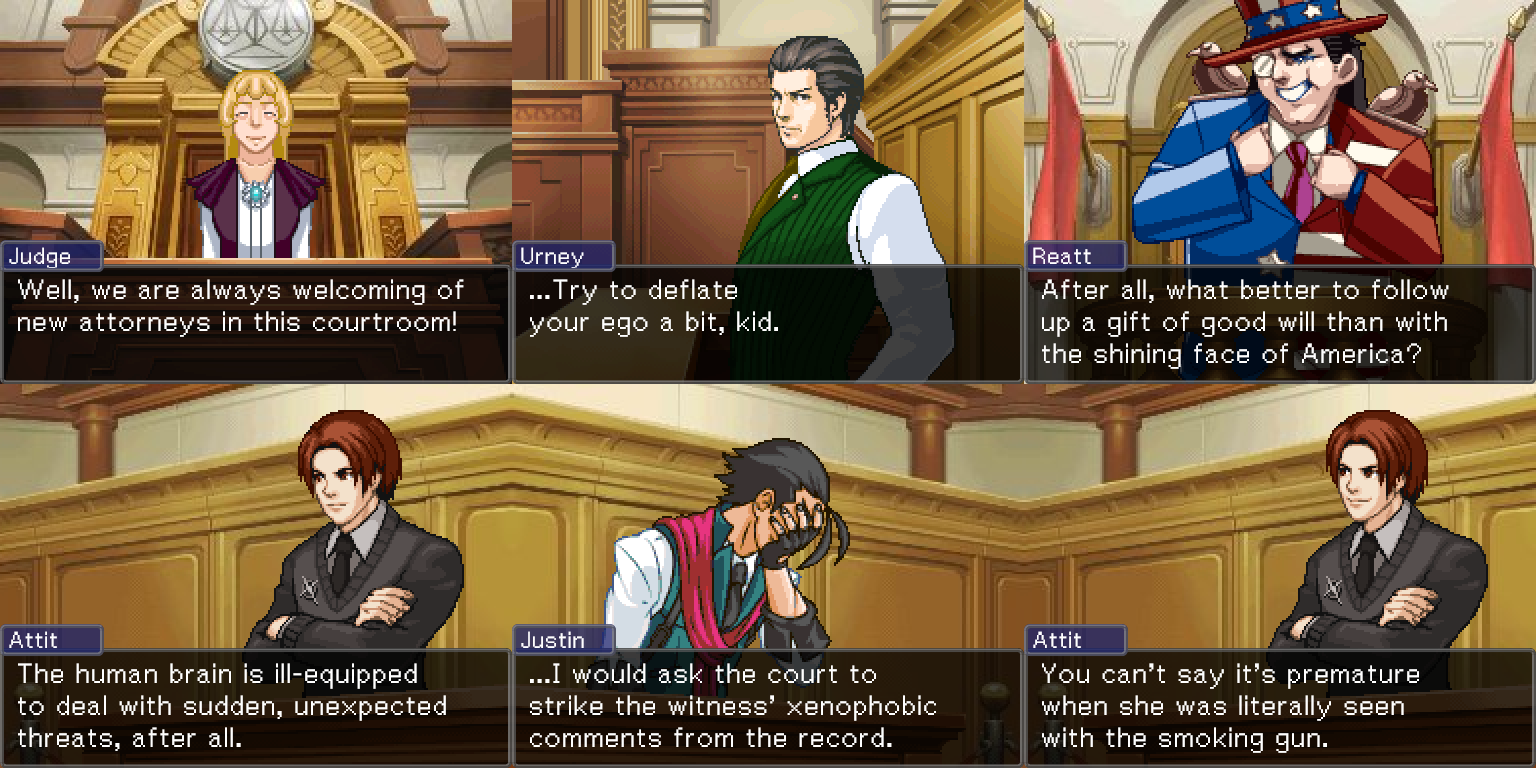 Judge
Well, we are always welcoming of
new attorneys in this courtroom!
Urney
...Try to deflate
your ego a bit, kid.
Reatt
After all, what better to follow
up a gift of good will than with
the shining face of America?
Attit
The human brain is ill-equipped
to deal with sudden, unexpected
threats, after all.
Justin
...I would ask the court to
strike the witness’ xenophobic
comments from the record.
Attit
You can’t say it’s premature
when she was literally seen
with the smoking gun.